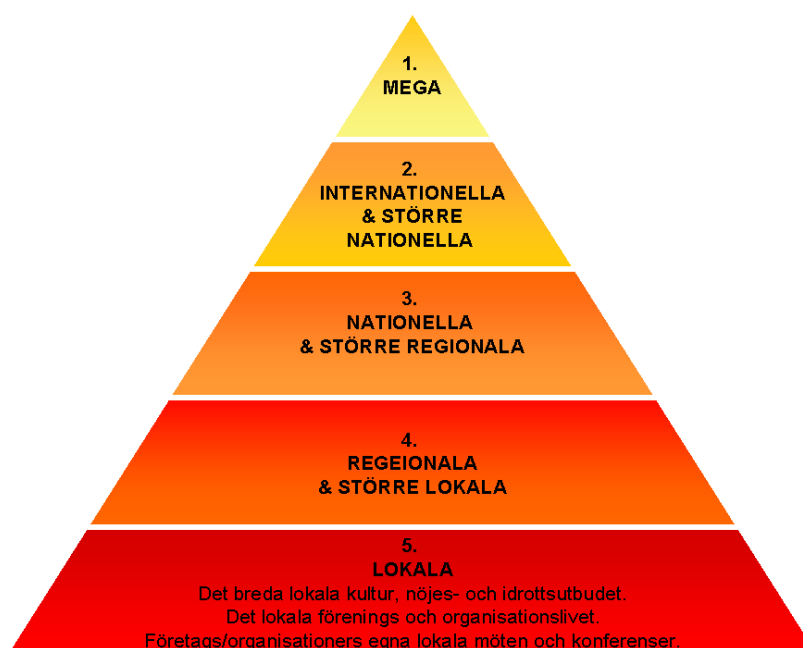 1.
MEGA
2.
INTERNATIONELLA
& STÖRRE
NATIONELLA
3.
NATIONELLA
& STÖRRE REGIONALA
4.
REGEIONALA
& STÖRRE LOKALA
5.
LOKALA
Det breda lokala kultur, nöjes- och idrottsutbudet.
Det lokala förenings och organisationslivet.
Företags/organisationers egna lokala möten och konferenser.